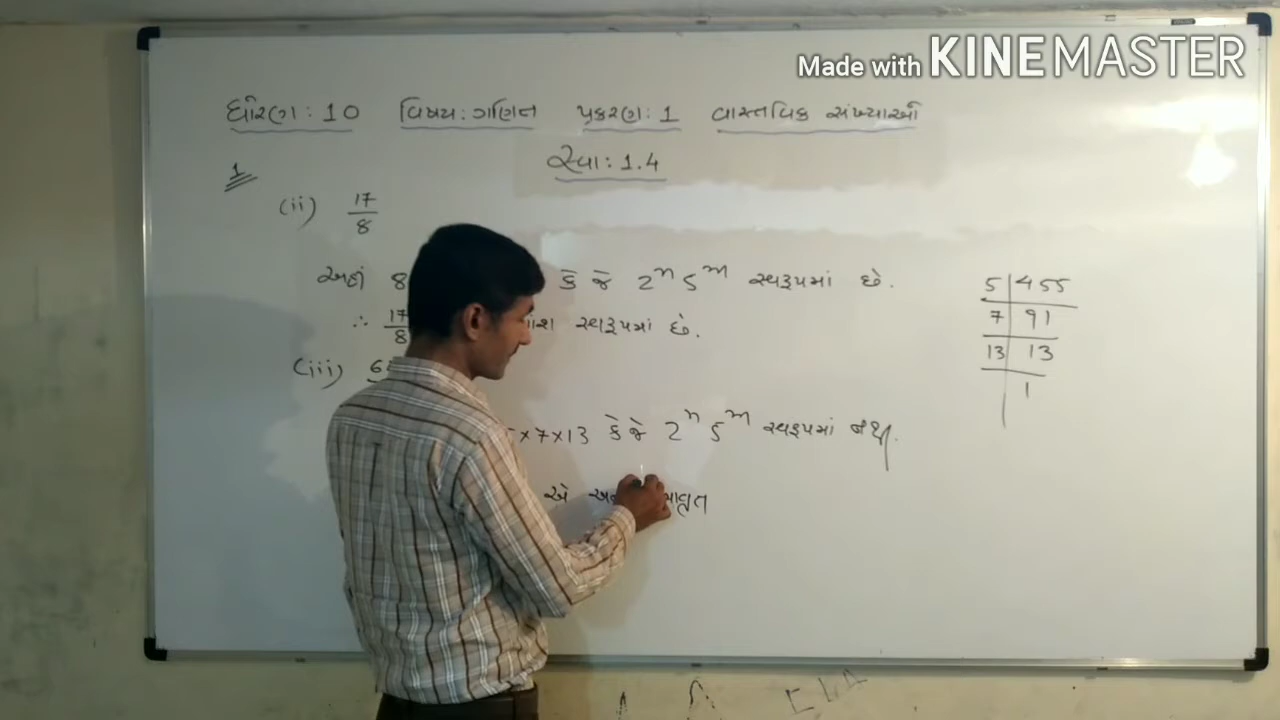 Made with KINEMASTER
ધોરણ: 10 વિષય: ગણિત પ્રકરણ: 1 વાસ્તવિક સંખ્યાઓ
સ્વા: 1.4
1
(ii) 17/8
અહીં 8 કે જે 2ⁿ 5ᵐ સ્વરૂપમાં છે.
∴ 17/8 સ્વરૂપમાં છે.
(iii) 6
×7×13 કે જે 2ⁿ 5ᵐ સ્વરૂપમાં નથી.
એ
5 | 455
7 | 91
13 | 13
1